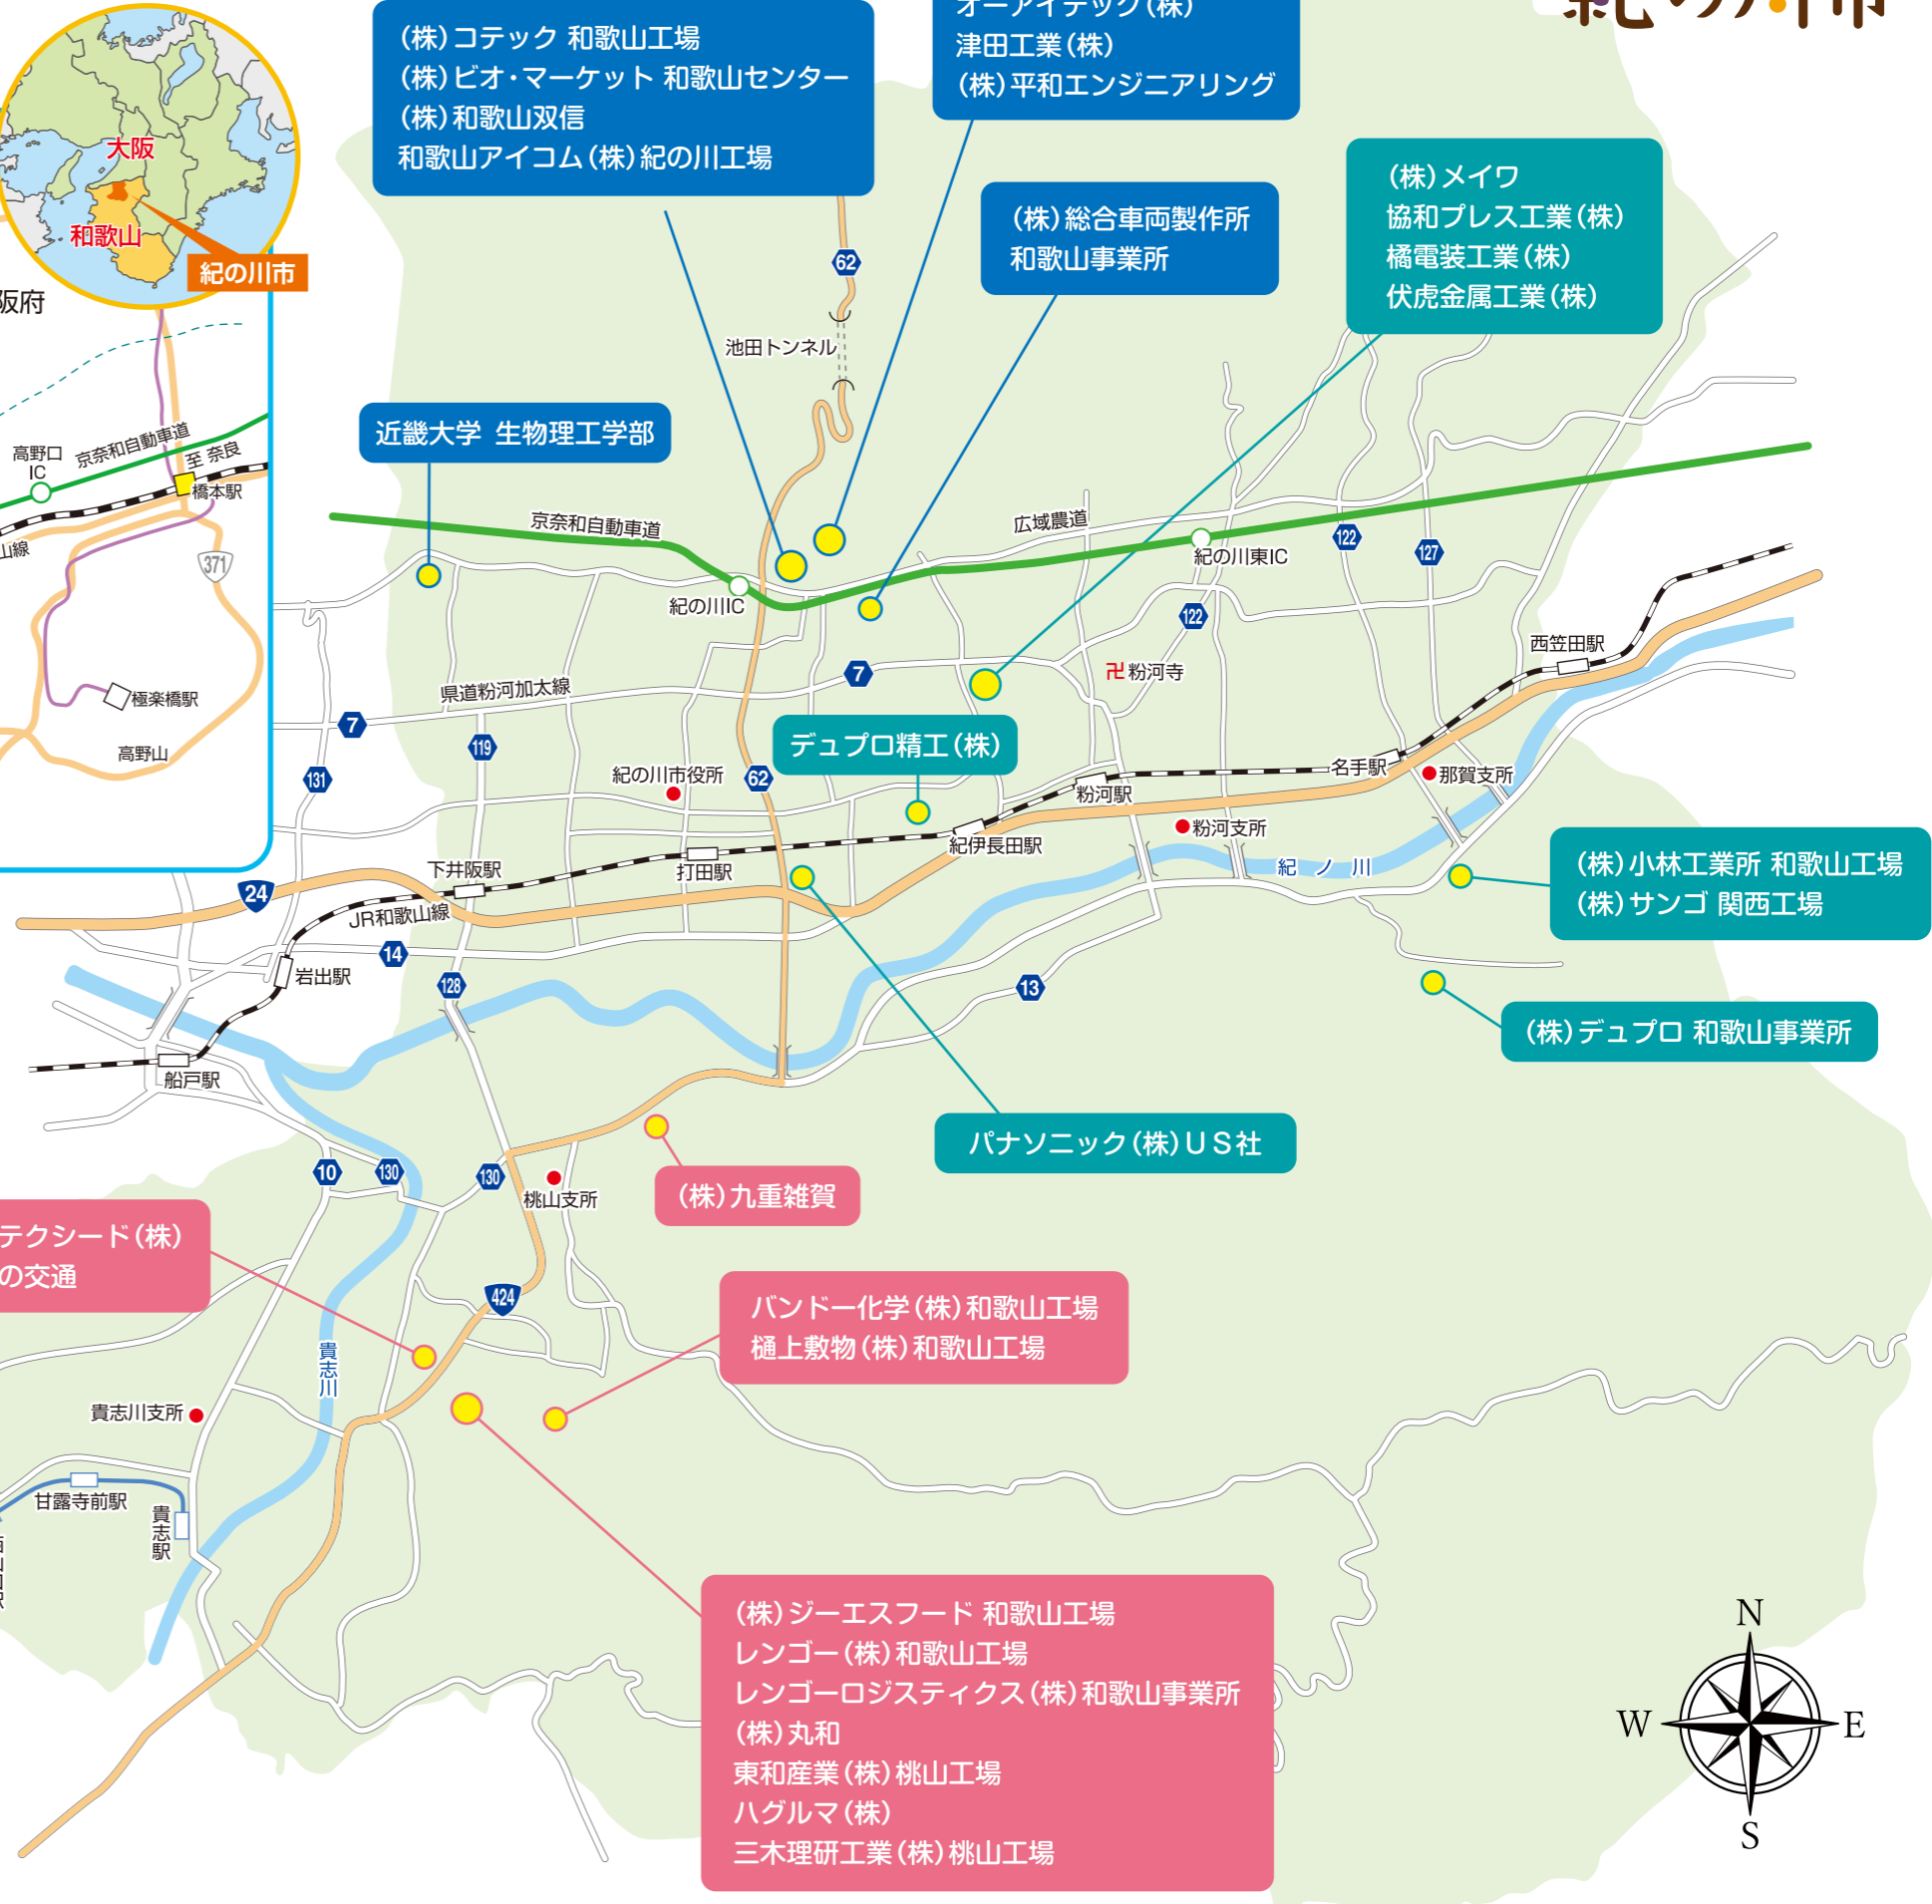 (株)コテック 和歌山工場
(株)ビオ・マーケット 和歌山センター
(株)和歌山双信
和歌山アイコム(株)紀の川工場
オーアイテック(株)
津田工業(株)
(株)平和エンジニアリング
紀の川市
大阪
和歌山
紀の川市
阪府
(株)総合車両製作所
和歌山事業所
(株)メイワ
協和プレス工業(株)
橘電装工業(株)
伏虎金属工業(株)
62
池田トンネル
近畿大学 生物理工学部
高野口
IC
京奈和自動車道
至 奈良
橋本駅
山線
371
極楽橋駅
高野山
京奈和自動車道
広域農道
紀の川東IC
122
127
紀の川IC
122
西笠田駅
7
卍粉河寺
県道粉河加太線
7
119
131
デュプロ精工(株)
紀の川市役所
62
名手駅
那賀支所
粉河駅
粉河支所
紀伊長田駅
紀ノ川
下井阪駅
打田駅
24
JR和歌山線
14
岩出駅
128
13
船戸駅
(株)小林工業所 和歌山工場
(株)サンゴ 関西工場
(株)デュプロ 和歌山事業所
パナソニック(株)US社
10
130
130
桃山支所
(株)九重雑賀
テクシード(株)
の交通
424
バンドー化学(株)和歌山工場
樋上敷物(株)和歌山工場
貴志川
貴志川支所
甘露寺前駅
貴志駅
(株)ジーエスフード 和歌山工場
レンゴー(株)和歌山工場
レンゴーロジスティクス(株)和歌山事業所
(株)丸和
東和産業(株)桃山工場
ハグルマ(株)
三木理研工業(株)桃山工場
N
W
E
S